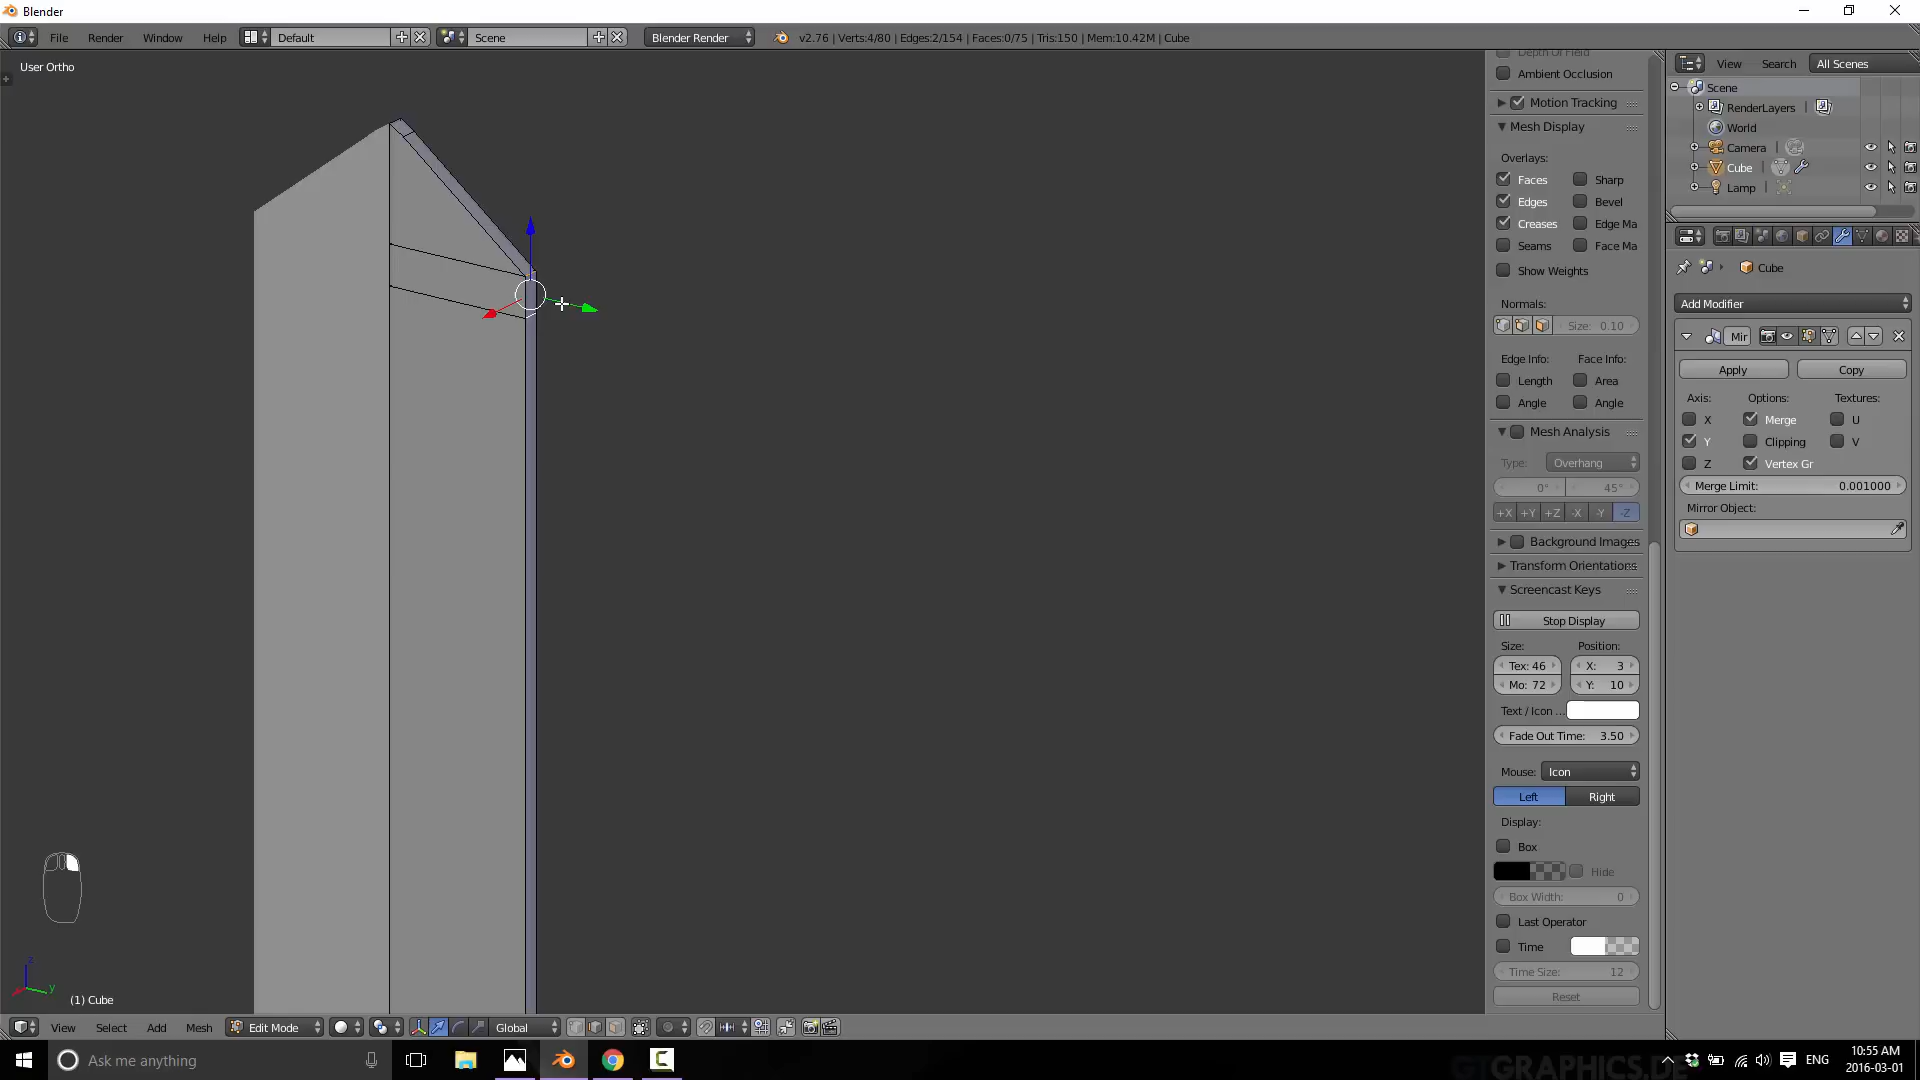 Blender
File Render Window Help Default Scene Blender Render v2.76 | Verts:4/80 | Edges:2/154 | Faces:0/75 | Tris:150 | Mem:10.42M | Cube
User Ortho
Depth Of Field
Ambient Occlusion
Motion Tracking
Mesh Display
Overlays:
Faces Sharp
Edges Bevel
Creases Edge Ma
Seams Face Ma
Show Weights
Normals:
Size: 0.10
Edge Info: Face Info:
Length Area
Angle Angle
Mesh Analysis
Type: Overhang
0° 45°
+X +Y +Z -X -Y -Z
Background Images
Transform Orientations
Screencast Keys
Stop Display
Size: Position:
Tex: 46 X: 3
Mo: 72 Y: 10
Text / Icon ...
Fade Out Time: 3.50
Mouse: Icon
Left Right
Display:
Box
Hide
Box Width: 0
Last Operator
Time
Time Size: 12
Reset
View Search All Scenes
Scene
RenderLayers
World
Camera
Cube
Lamp
Cube
Add Modifier
Mir
Apply Copy
Axis: Options: Textures:
X Merge U
Y Clipping V
Z Vertex Gr
Merge Limit: 0.001000
Mirror Object:
z
y
(1) Cube
View Select Add Mesh Edit Mode Global
Ask me anything
GTGRAPHICS.DE
ENG
10:55 AM
2016-03-01